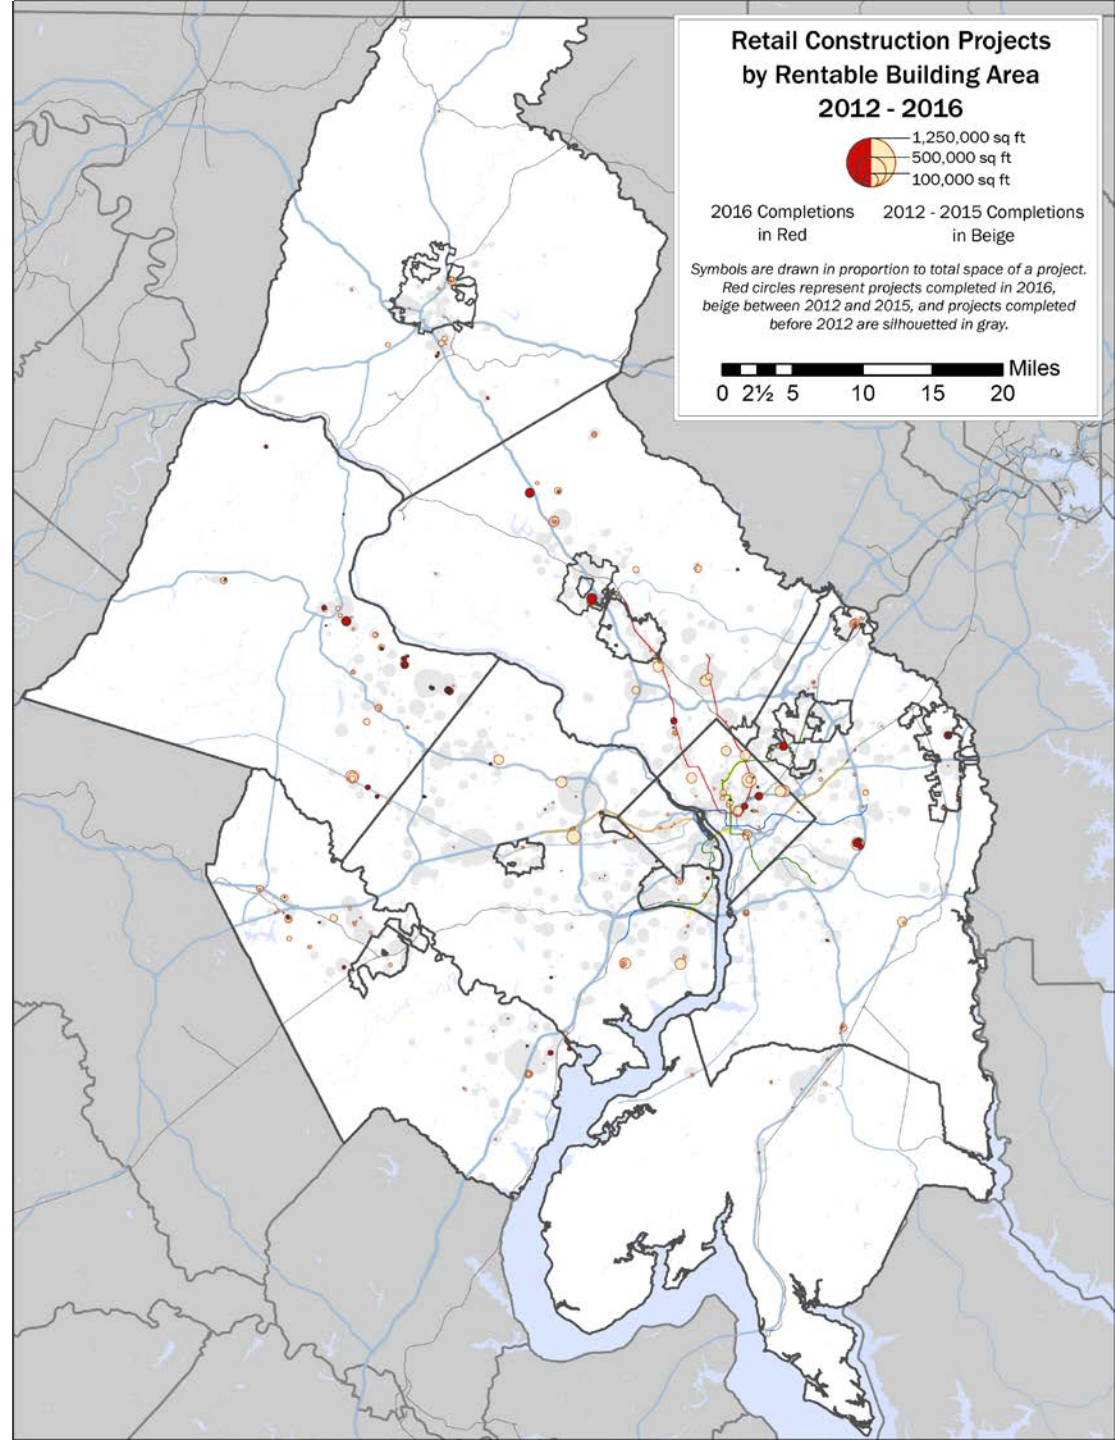 Retail Construction Projects
by Rentable Building Area
2012 - 2016
1,250,000 sq ft
500,000 sq ft
100,000 sq ft
2016 Completions
in Red
2012 - 2015 Completions
in Beige
Symbols are drawn in proportion to total space of a project.
Red circles represent projects completed in 2016,
beige between 2012 and 2015, and projects completed
before 2012 are silhouetted in gray.
Miles
0 2½ 5 10 15 20